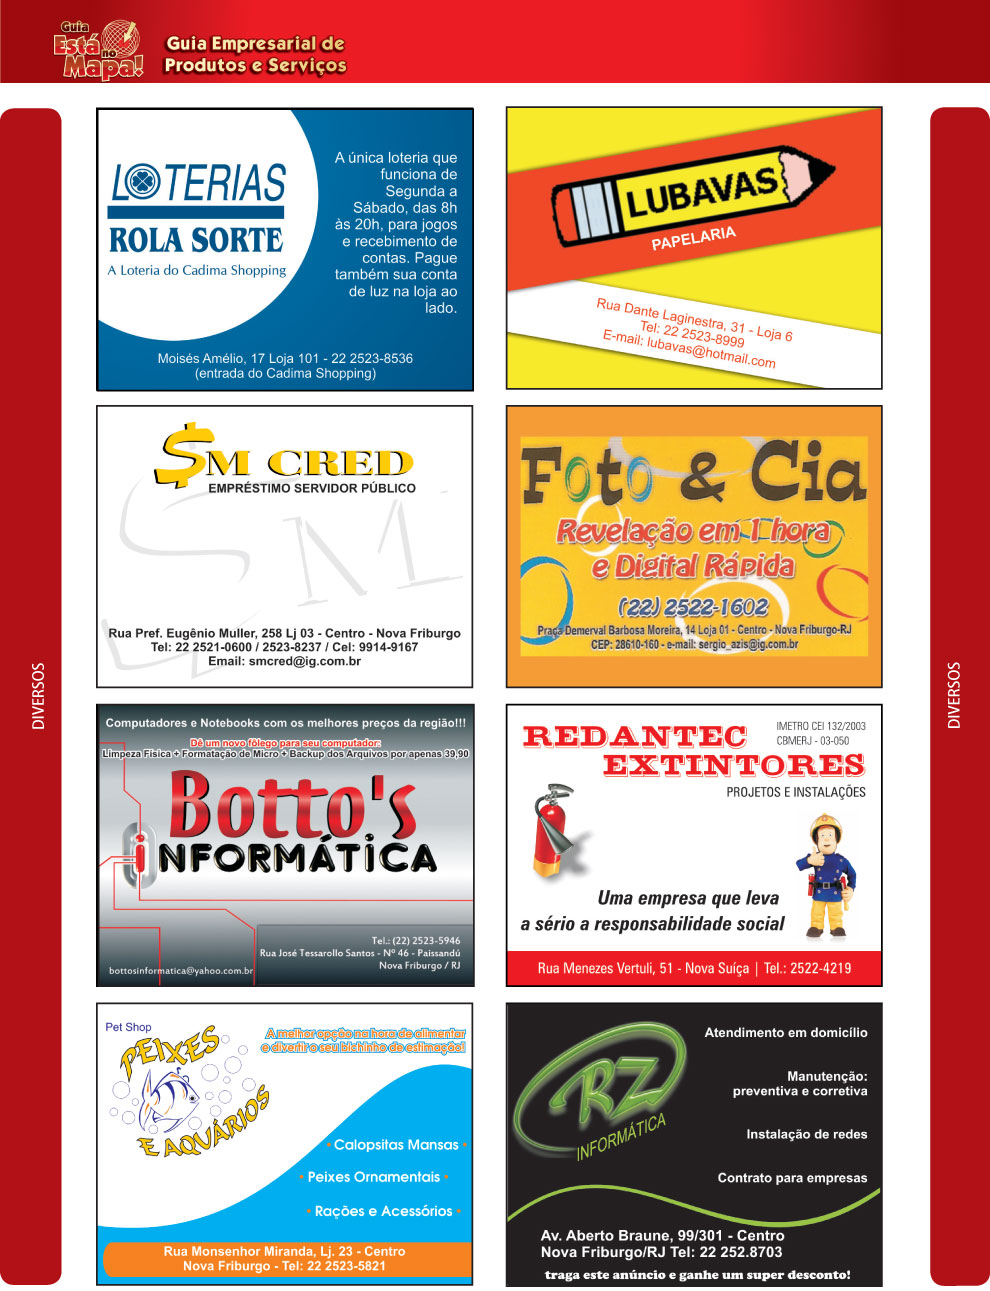 Guia
Está no
Mapa!
Guia Empresarial de
Produtos e Serviços
DIVERSOS
LOTERIAS
ROLA SORTE
A Loteria do Cadima Shopping
A única loteria que
funciona de
Segunda a
Sábado, das 8h
às 20h, para jogos
e recebimento de
contas. Pague
também sua conta
de luz na loja ao
lado.
Moisés Amélio, 17 Loja 101 - 22 2523-8536
(entrada do Cadima Shopping)
LUBAVAS
PAPELARIA
Rua Dante Laginestra, 31 - Loja 6
Tel: 22 2523-8999
E-mail: lubavas@hotmail.com
$M CRED
EMPRÉSTIMO SERVIDOR PÚBLICO
$M
Rua Pref. Eugênio Muller, 258 Lj 03 - Centro - Nova Friburgo
Tel: 22 2521-0600 / 2523-8237 / Cel: 9914-9167
Email: smcred@ig.com.br
Foto & Cia
Revelação em 1 hora
e Digital Rápida
(22) 2522-1602
Praça Demerval Barbosa Moreira, 14 Loja 01 - Centro - Nova Friburgo-RJ
CEP: 28610-160 - e-mail: sergio_azis@ig.com.br
Computadores e Notebooks com os melhores preços da região!!!
Dê um novo fôlego para seu computador:
Limpeza Fisica + Formatação de Micro + Backup dos Arquivos por apenas 39,90
Botto's
iNFORMÁTICA
Tel.: (22) 2523-5946
Rua José Tessarollo Santos - Nº 46 - Paissandú
Nova Friburgo / RJ
bottosinformatica@yahoo.com.br
REDANTEC
EXTINTORES
IMETRO CEI 132/2003
CBMERJ - 03-050
PROJETOS E INSTALAÇÕES
Uma empresa que leva
a sério a responsabilidade social
Rua Menezes Vertuli, 51 - Nova Suíça | Tel.: 2522-4219
Pet Shop
PEIXES
E AQUÁRIOS
A melhor opção na hora de alimentar
e divertir o seu bichinho de estimação!
• Calopsitas Mansas •
• Peixes Ornamentais •
• Rações e Acessórios •
Rua Monsenhor Miranda, Lj. 23 - Centro
Nova Friburgo - Tel: 22 2523-5821
RZ
INFORMÁTICA
Atendimento em domicílio
Manutenção:
preventiva e corretiva
Instalação de redes
Contrato para empresas
Av. Aberto Braune, 99/301 - Centro
Nova Friburgo/RJ Tel: 22 252.8703
traga este anúncio e ganhe um super desconto!
DIVERSOS